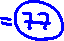 = 77